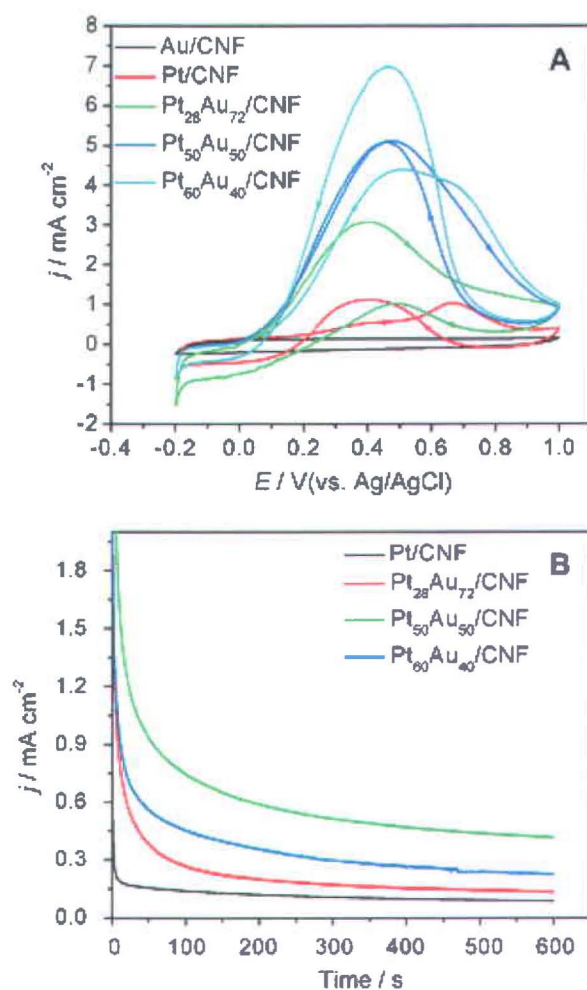 A
Au/CNF
Pt/CNF
Pt₂₈Au₇₂/CNF
Pt₅₀Au₅₀/CNF
Pt₆₀Au₄₀/CNF
8
7
6
5
4
3
2
1
0
-1
-2
j / mA cm⁻²
-0.4 -0.2 0.0 0.2 0.4 0.6 0.8 1.0
E / V(vs. Ag/AgCl)
B
Pt/CNF
Pt₂₈Au₇₂/CNF
Pt₅₀Au₅₀/CNF
Pt₆₀Au₄₀/CNF
1.8
1.5
1.2
0.9
0.6
0.3
0.0
j / mA cm⁻²
0 100 200 300 400 500 600
Time / s